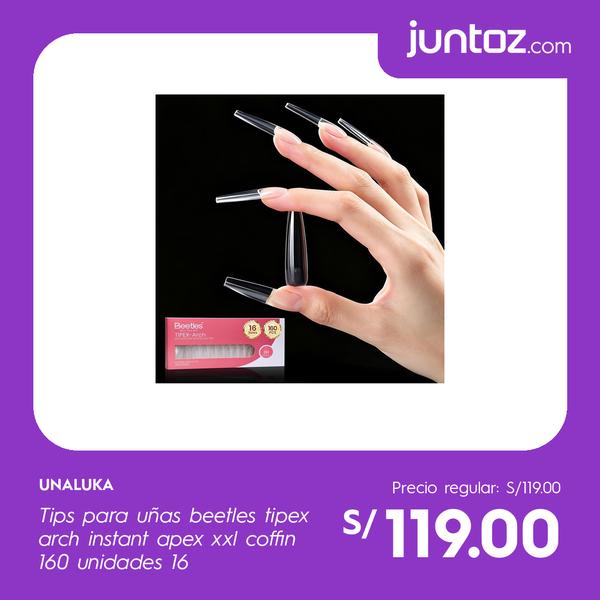 juntoz.com
Beetles
TIPEX-Arch
16
160
PCS
UNALUKA
Tips para uñas beetles tipex
arch instant apex xxl coffin
160 unidades 16
Precio regular: S/119.00
S/119.00